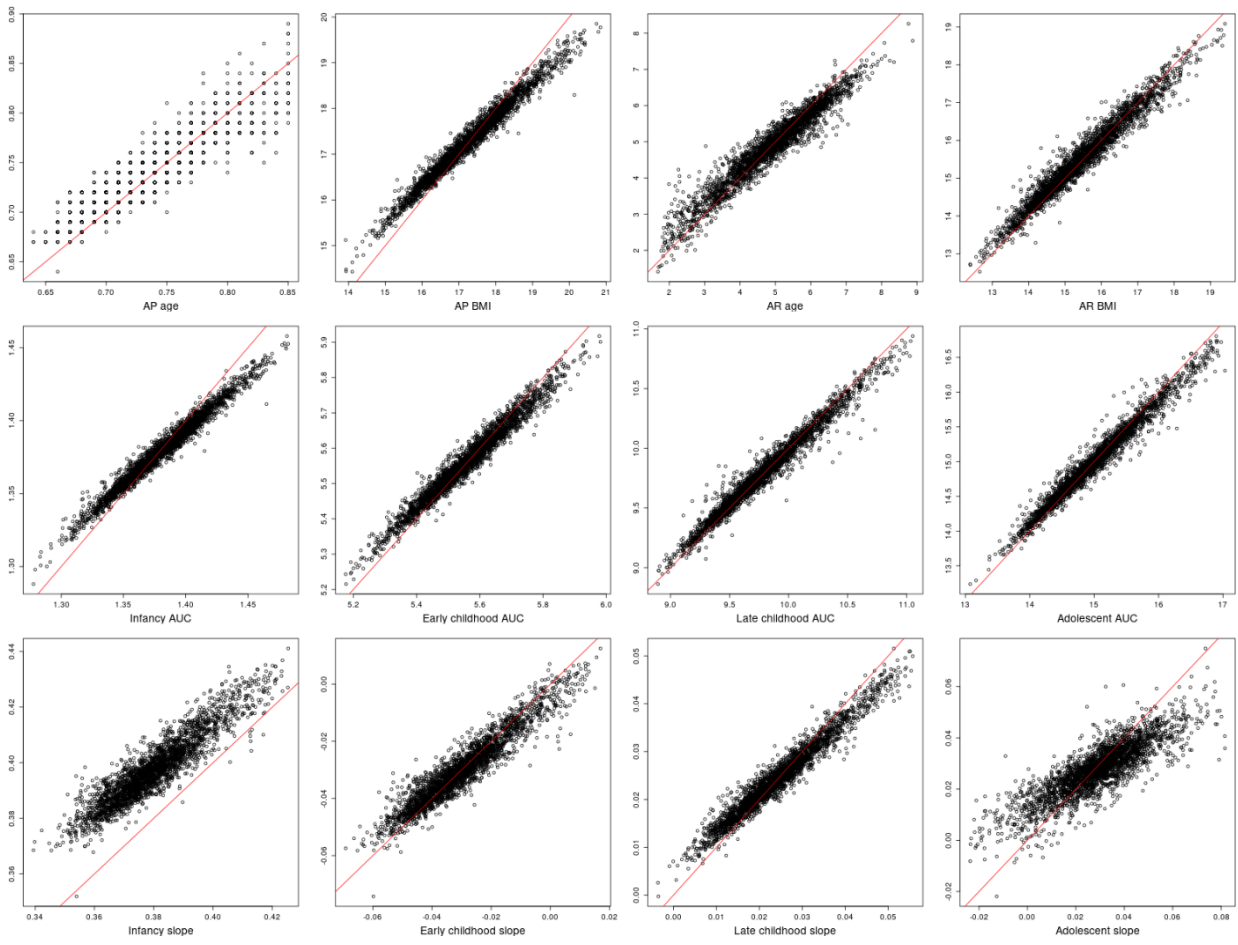 0.65 0.70 0.75 0.80 0.85 0.90
0.65 0.70 0.75 0.80 0.85
AP age
15 16 17 18 19 20
14 15 16 17 18 19 20 21
AP BMI
2 3 4 5 6 7 8
2 3 4 5 6 7 8 9
AR age
13 14 15 16 17 18 19
13 14 15 16 17 18 19
AR BMI
1.30 1.35 1.40 1.45
1.30 1.35 1.40 1.45
Infancy AUC
5.2 5.3 5.4 5.5 5.6 5.7 5.8 5.9
5.2 5.4 5.6 5.8 6.0
Early childhood AUC
9.0 9.5 10.0 10.5 11.0
9.0 9.5 10.0 10.5 11.0
Late childhood AUC
13.5 14.0 14.5 15.0 15.5 16.0 16.5
13 14 15 16 17
Adolescent AUC
0.36 0.38 0.40 0.42 0.44
0.34 0.36 0.38 0.40 0.42
Infancy slope
-0.06 -0.04 -0.02 0.00
-0.06 -0.04 -0.02 0.00 0.02
Early childhood slope
0.00 0.01 0.02 0.03 0.04 0.05
0.00 0.01 0.02 0.03 0.04 0.05
Late childhood slope
-0.02 0.00 0.02 0.04 0.06
-0.02 0.00 0.02 0.04 0.06 0.08
Adolescent slope